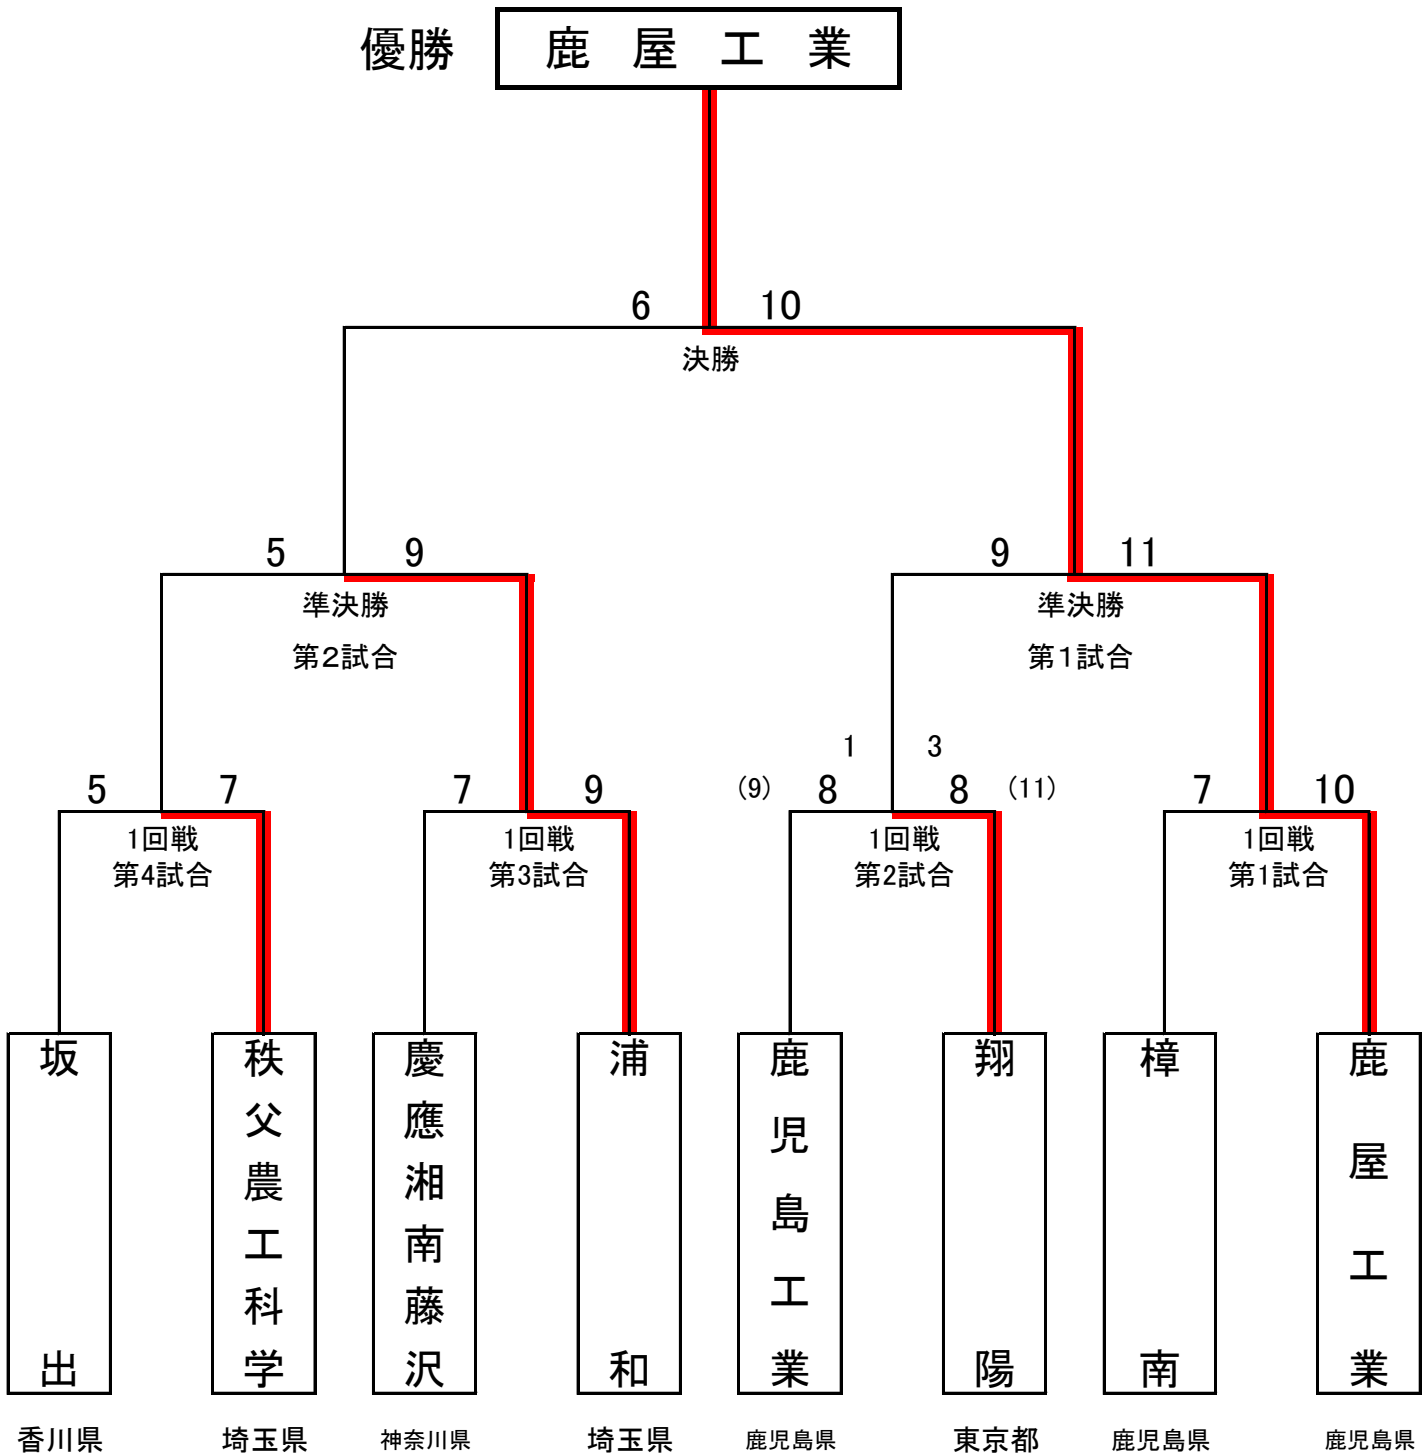 優勝 鹿屋工業
6 10
決勝
5 9 9 11
準決勝 準決勝
第2試合 第1試合
1 3
5 7 7 9 (9) 8 8 (11) 7 10
1回戦 1回戦 1回戦 1回戦
第4試合 第3試合 第2試合 第1試合
坂出
秩父農工科学
慶應湘南藤沢
浦和
鹿児島工業
翔陽
樟南
鹿屋工業
香川県 埼玉県 神奈川県 埼玉県 鹿児島県 東京都 鹿児島県 鹿児島県